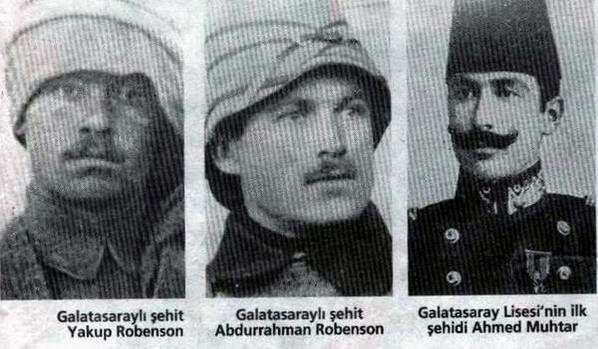 Galatasaraylı şehit
Yakup Robenson
Galatasaraylı şehit
Abdurrahman Robenson
Galatasaray Lisesi'nin ilk
şehidi Ahmed Muhtar